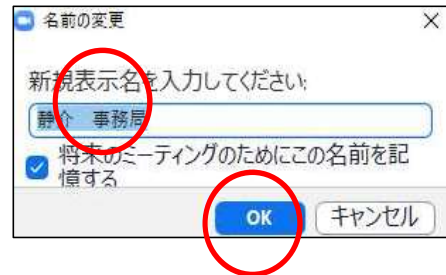 名前の変更
新規表示名を入力してください:
静介 事務局
将来のミーティングのためにこの名前を記
憶する
OK キャンセル